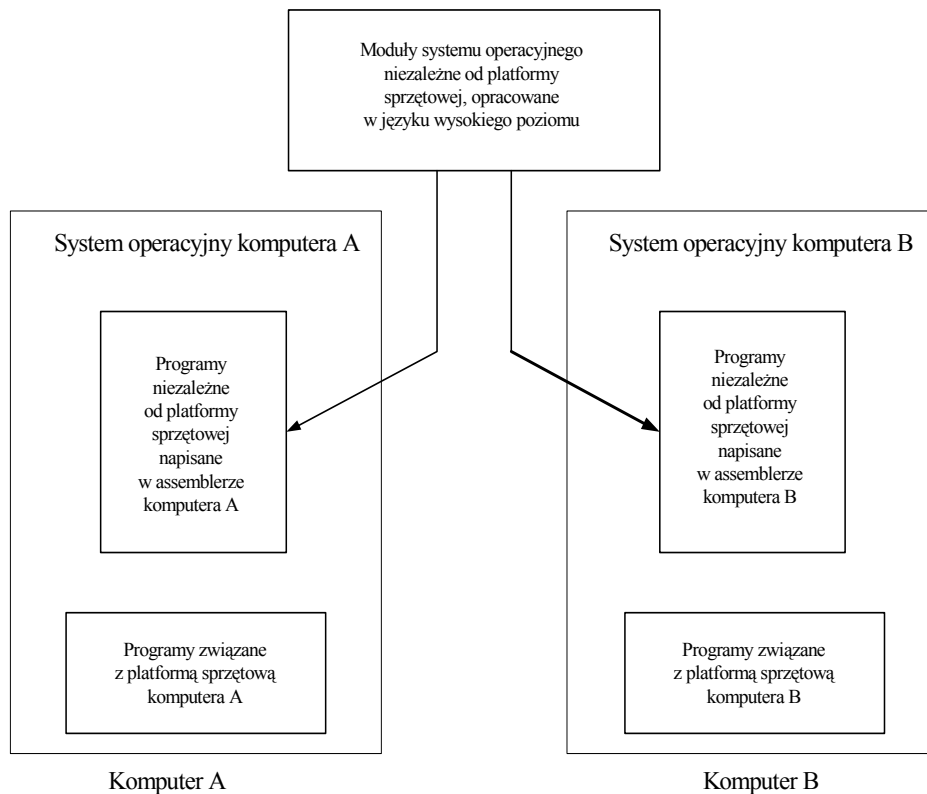 Moduły systemu operacyjnego
niezależne od platformy
sprzętowej, opracowane
w języku wysokiego poziomu
System operacyjny komputera A
Programy
niezależne
od platformy
sprzętowej
napisane
w assemblerze
komputera A
Programy związane
z platformą sprzętową
komputera A
Komputer A
System operacyjny komputera B
Programy
niezależne
od platformy
sprzętowej
napisane
w assemblerze
komputera B
Programy związane
z platformą sprzętową
komputera B
Komputer B